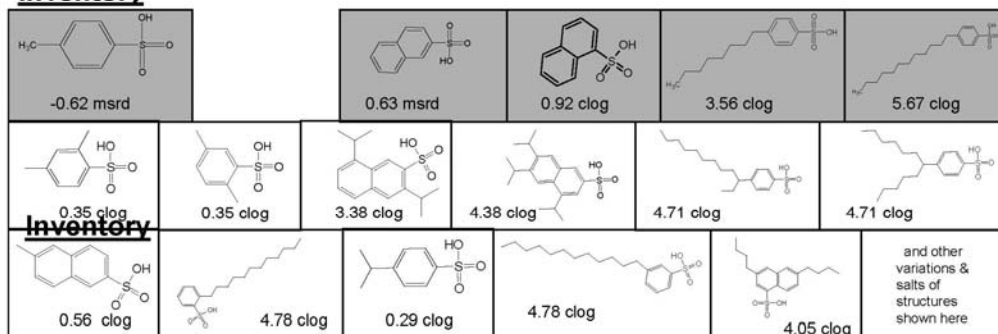 Inventory
-0.62 msrd
0.63 msrd
0.92 clog
3.56 clog
5.67 clog
0.35 clog
0.35 clog
3.38 clog
4.38 clog
4.71 clog
4.71 clog
Inventory
0.56 clog
4.78 clog
0.29 clog
4.78 clog
4.05 clog
and other
variations &
salts of
structures
shown here